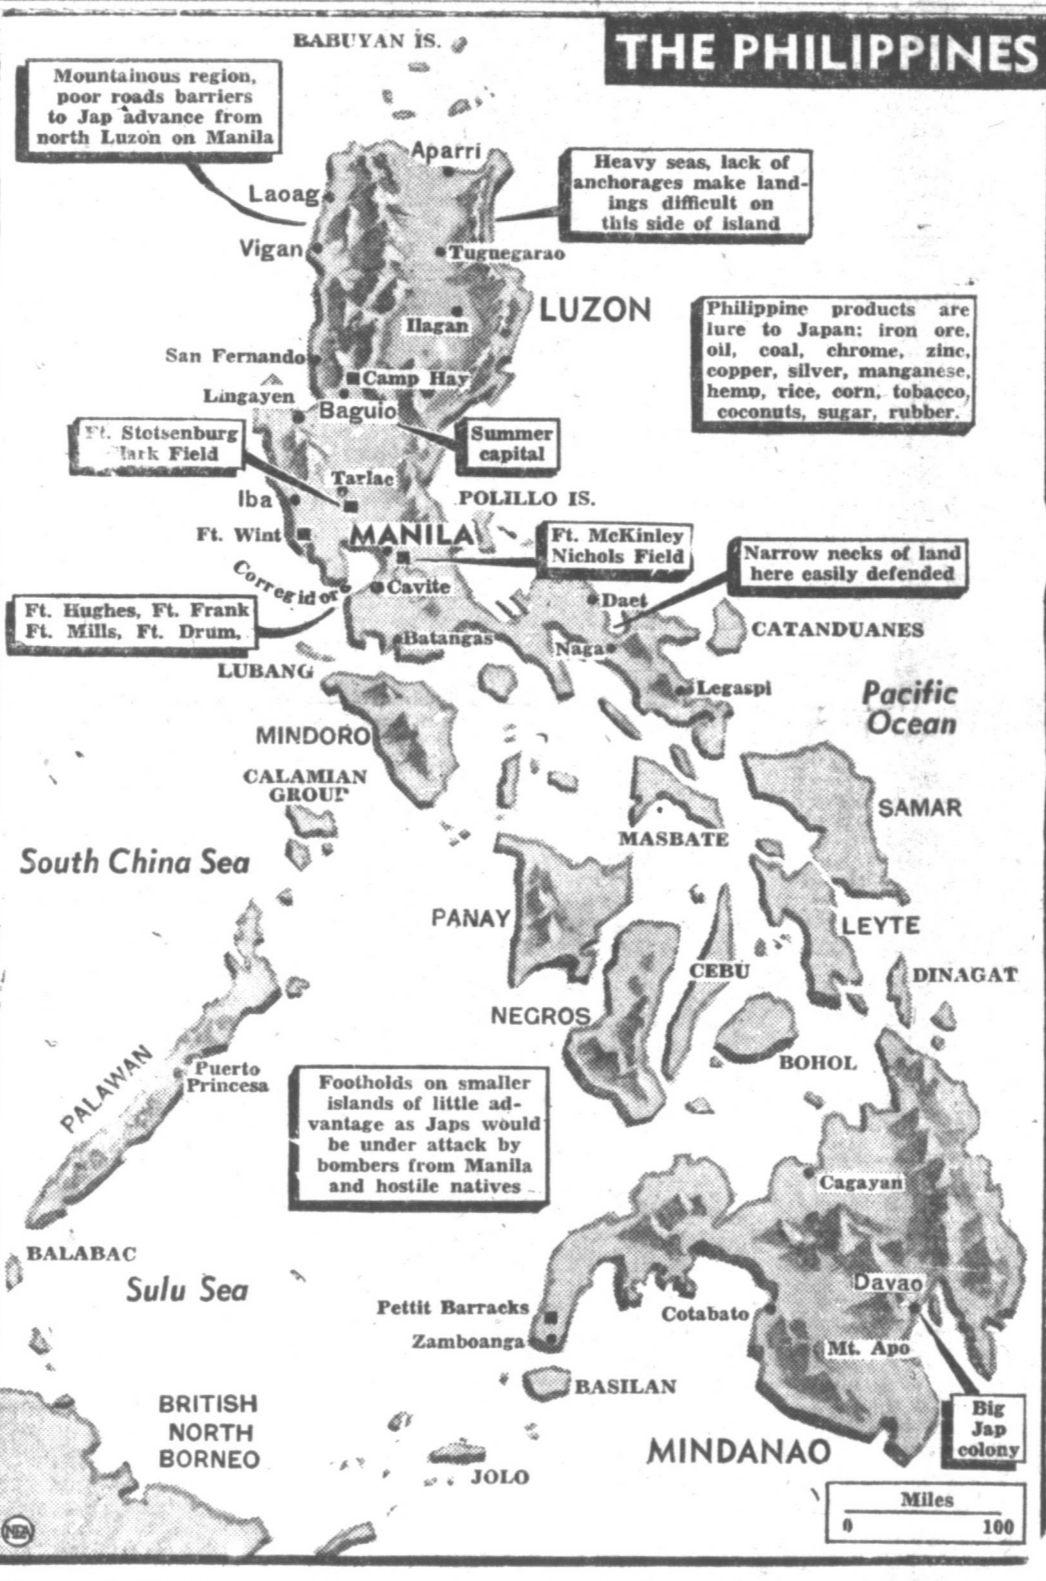 THE PHILIPPINES
BABUYAN IS.
Mountainous region,
poor roads barriers
to Jap advance from
north Luzon on Manila
Aparri
Heavy seas, lack of
anchorages make land-
ings difficult on
this side of island
Laoag
Vigan
Tuguegarao
LUZON
Ilagan
Philippine products are
lure to Japan: iron ore,
oil, coal, chrome, zinc,
copper, silver, manganese,
hemp, rice, corn, tobacco,
coconuts, sugar, rubber.
San Fernando
Camp Hay
Lingayen
Baguio
Summer
capital
Ft. Stotsenburg
lark Field
Tarlac
Iba
POLILLO IS.
Ft. Wint
MANILA
Ft. McKinley
Nichols Field
Narrow necks of land
here easily defended
Corregidor
Cavite
Daet
Ft. Hughes, Ft. Frank
Ft. Mills, Ft. Drum,
CATANDUANES
Batangas
Naga
LUBANG
Legaspi
Pacific
Ocean
MINDORO
CALAMIAN
GROUP
SAMAR
MASBATE
South China Sea
PANAY
LEYTE
CEBU
DINAGAT
NEGROS
BOHOL
PALAWAN
Puerto
Princesa
Footholds on smaller
islands of little ad-
vantage as Japs would
be under attack by
bombers from Manila
and hostile natives
Cagayan
BALABAC
Sulu Sea
Davao
Pettit Barracks
Cotabato
Zamboanga
Mt. Apo
BASILAN
BRITISH
NORTH
BORNEO
Big
Jap
colony
MINDANAO
JOLO
Miles
0 100
NEA